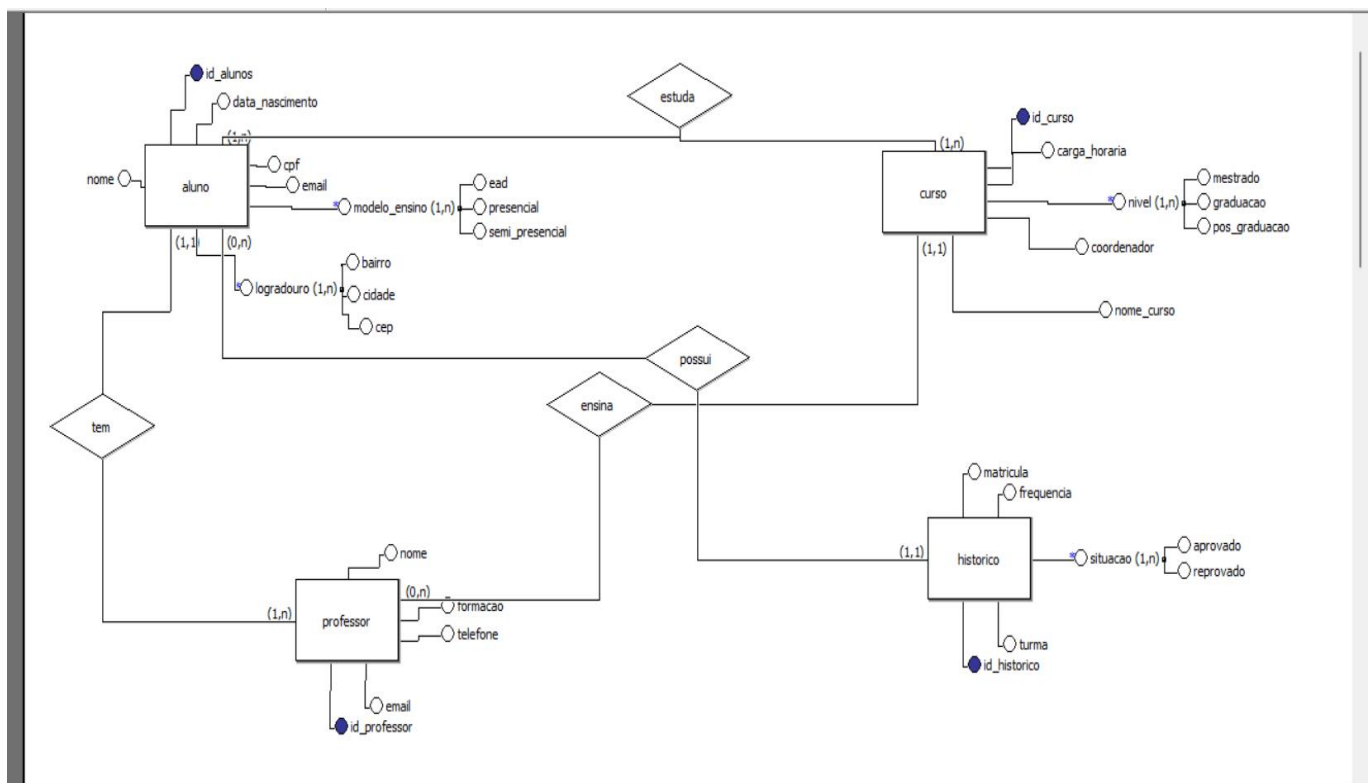 id_alunos
data_nascimento
estuda
id_curso
(1,n)
(1,n)
carga_horaria
cpf
nome
aluno
email
ead
mestrado
curso
modelo_ensino (1,n)
presencial
nivel (1,n)
graduacao
semi_presencial
pos_graduacao
(1,1)
(0,n)
(1,1)
coordenador
bairro
logradouro (1,n)
cidade
cep
nome_curso
possui
ensina
tem
matricula
frequencia
nome
(1,1)
historico
situacao (1,n)
aprovado
reprovado
(0,n)
formacao
(1,n)
professor
telefone
turma
id_historico
email
id_professor